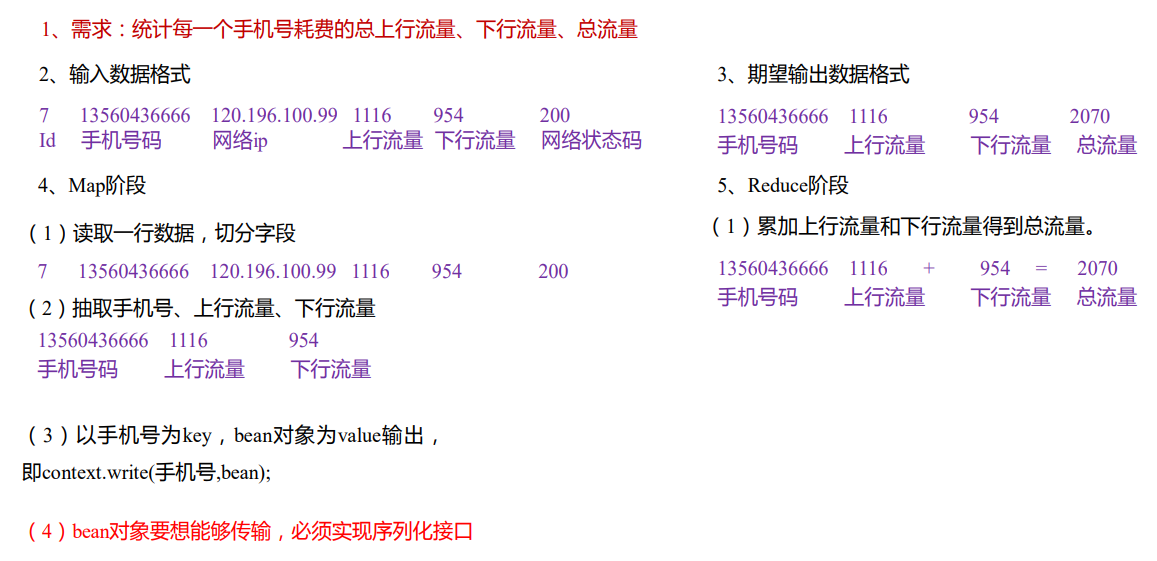 1、需求：统计每一个手机号耗费的总上行流量、下行流量、总流量
2、输入数据格式
7 13560436666 120.196.100.99 1116 954 200
Id 手机号码 网络ip 上行流量 下行流量 网络状态码
3、期望输出数据格式
13560436666 1116 954 2070
手机号码 上行流量 下行流量 总流量
4、Map阶段
（1）读取一行数据，切分字段
7 13560436666 120.196.100.99 1116 954 200
（2）抽取手机号、上行流量、下行流量
13560436666 1116 954
手机号码 上行流量 下行流量
（3）以手机号为key，bean对象为value输出，
即context.write(手机号,bean);
（4）bean对象要想能够传输，必须实现序列化接口
5、Reduce阶段
（1）累加上行流量和下行流量得到总流量。
13560436666 1116 + 954 = 2070
手机号码 上行流量 下行流量 总流量